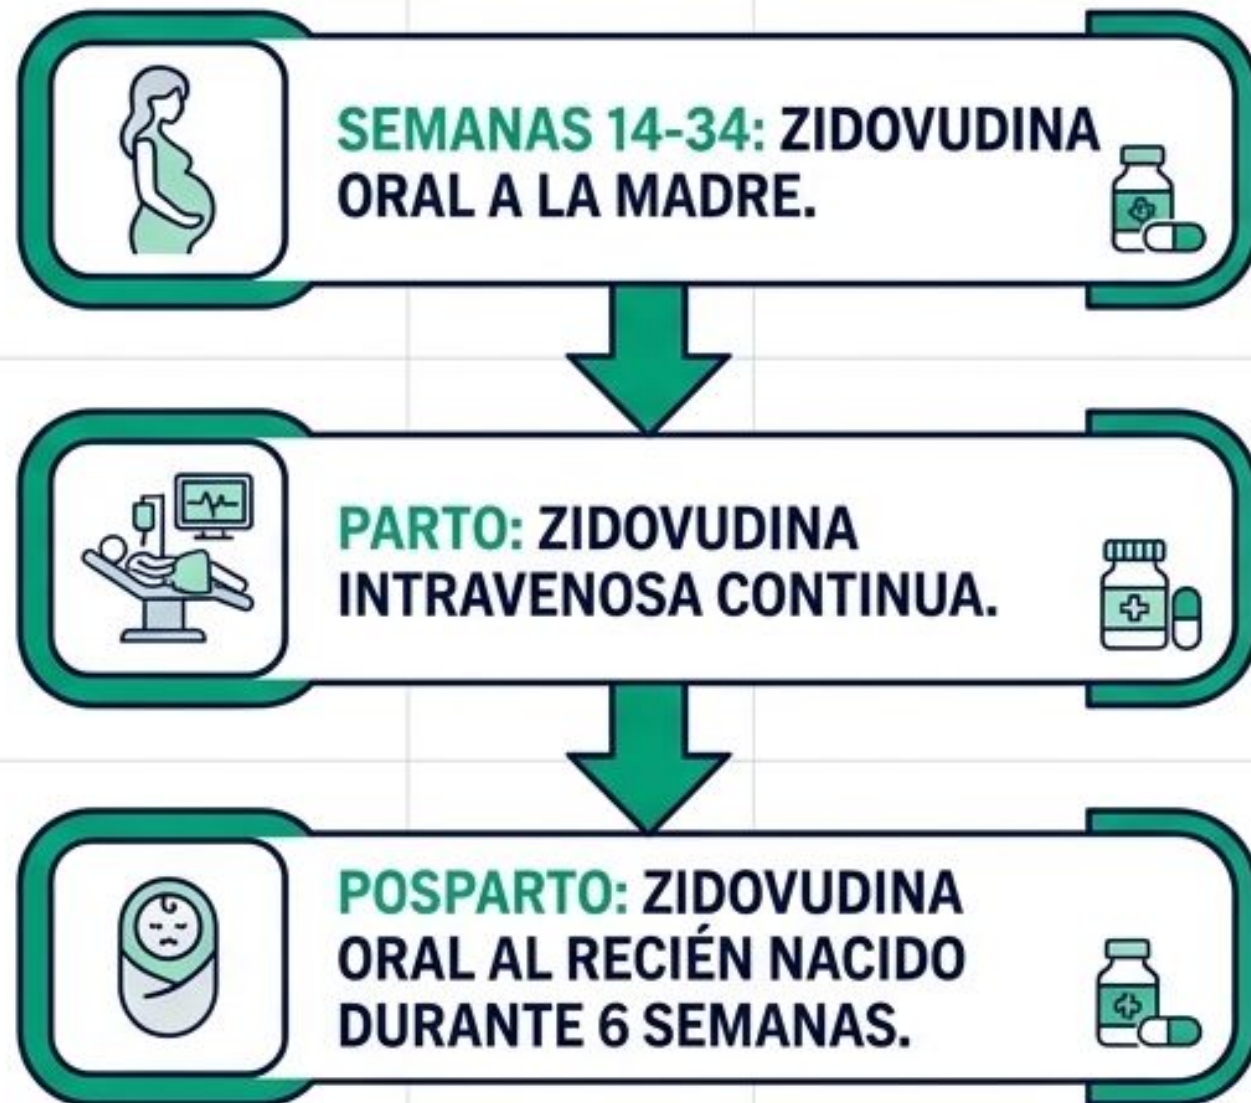 SEMANAS 14-34: ZIDOVUDINA
ORAL A LA MADRE.
PARTO: ZIDOVUDINA
INTRAVENOSA CONTINUA.
POSPARTO: ZIDOVUDINA
ORAL AL RECIÉN NACIDO
DURANTE 6 SEMANAS.